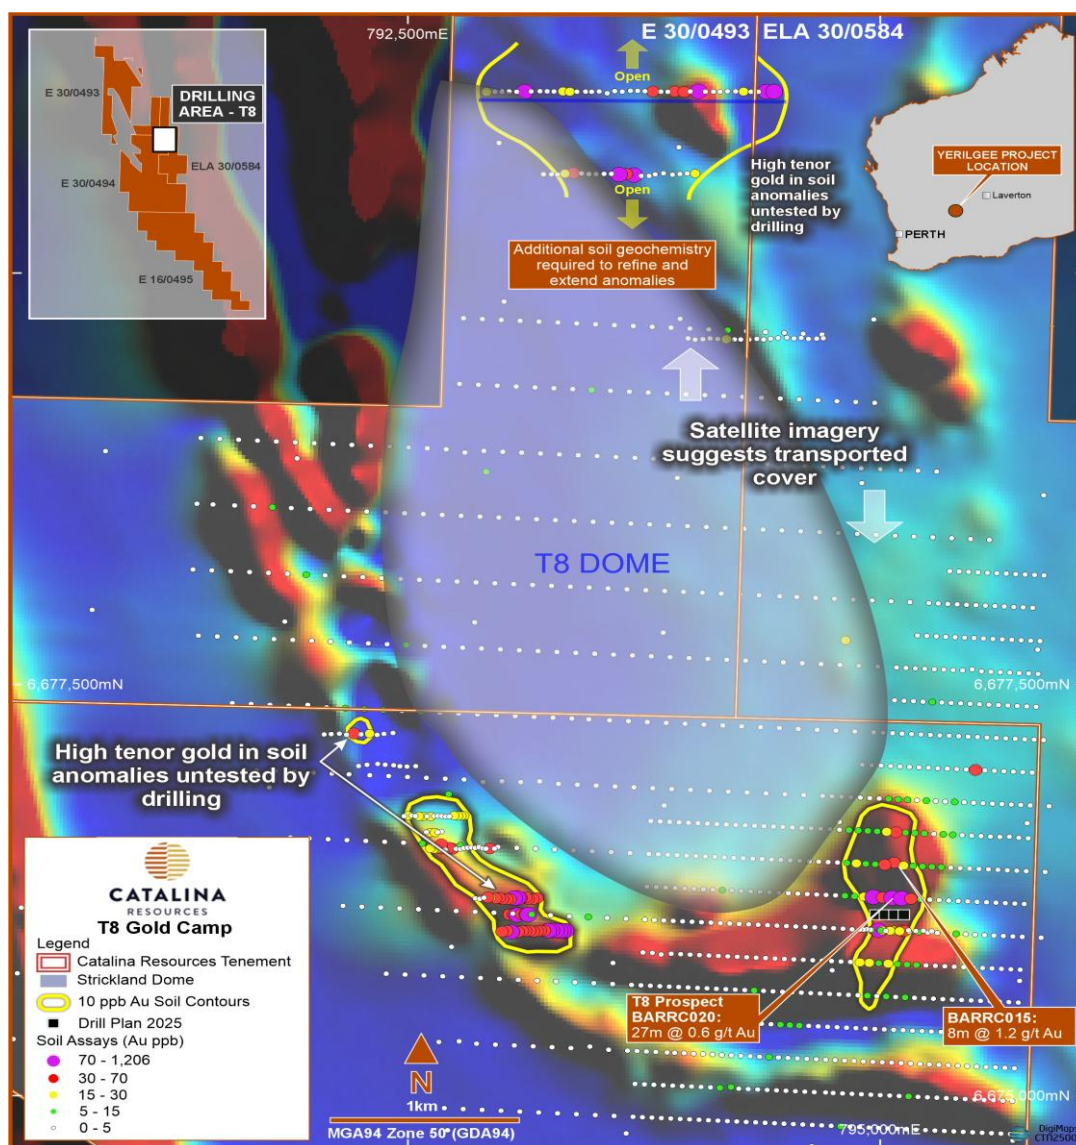 792,500mE
E 30/0493
ELA 30/0584
E 30/0493
DRILLING
AREA - T8
ELA 30/0584
E 30/0494
E 16/0495
Open
Open
High tenor
gold in soil
anomalies
untested by
drilling
YERILGEE PROJECT
LOCATION
Laverton
PERTH
Additional soil geochemistry
required to refine and
extend anomalies
Satellite imagery
suggests transported
cover
T8 DOME
6,677,500mN
6,677,500mN
High tenor gold in soil
anomalies untested by
drilling
CATALINA
RESOURCES
T8 Gold Camp
Legend
Catalina Resources Tenement
Strickland Dome
10 ppb Au Soil Contours
Drill Plan 2025
Soil Assays (Au ppb)
70 - 1,206
30 - 70
15 - 30
5 - 15
0 - 5
T8 Prospect
BARRC020:
27m @ 0.6 g/t Au
BARRC015:
8m @ 1.2 g/t Au
N
1km
MGA94 Zone 50°(GDA94)
6,675,000mN
795,000mE
DigiMaps